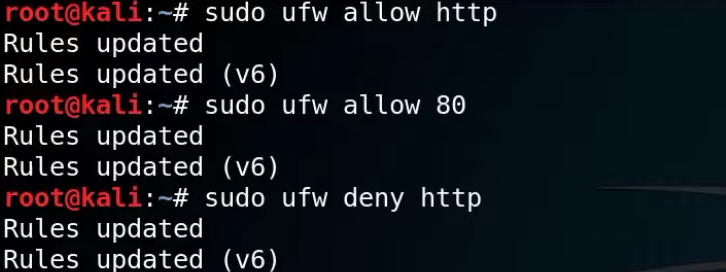 root@kali:~# sudo ufw allow http
Rules updated
Rules updated (v6)
root@kali:~# sudo ufw allow 80
Rules updated
Rules updated (v6)
root@kali:~# sudo ufw deny http
Rules updated
Rules updated (v6)